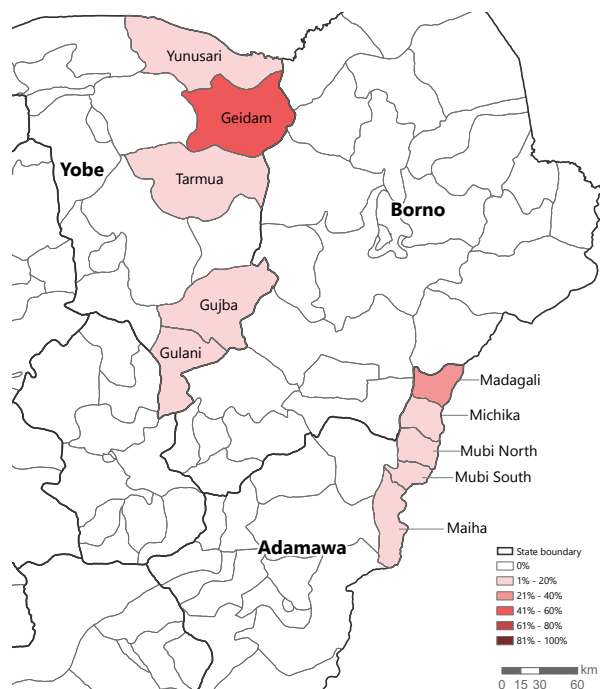 Yunusari
Geidam
Yobe
Tarmua
Borno
Gujba
Gulani
Madagali
Michika
Mubi North
Mubi South
Maiha
Adamawa
State boundary
0%
1% - 20%
21% - 40%
41% - 60%
61% - 80%
81% - 100%
km
0 15 30 60